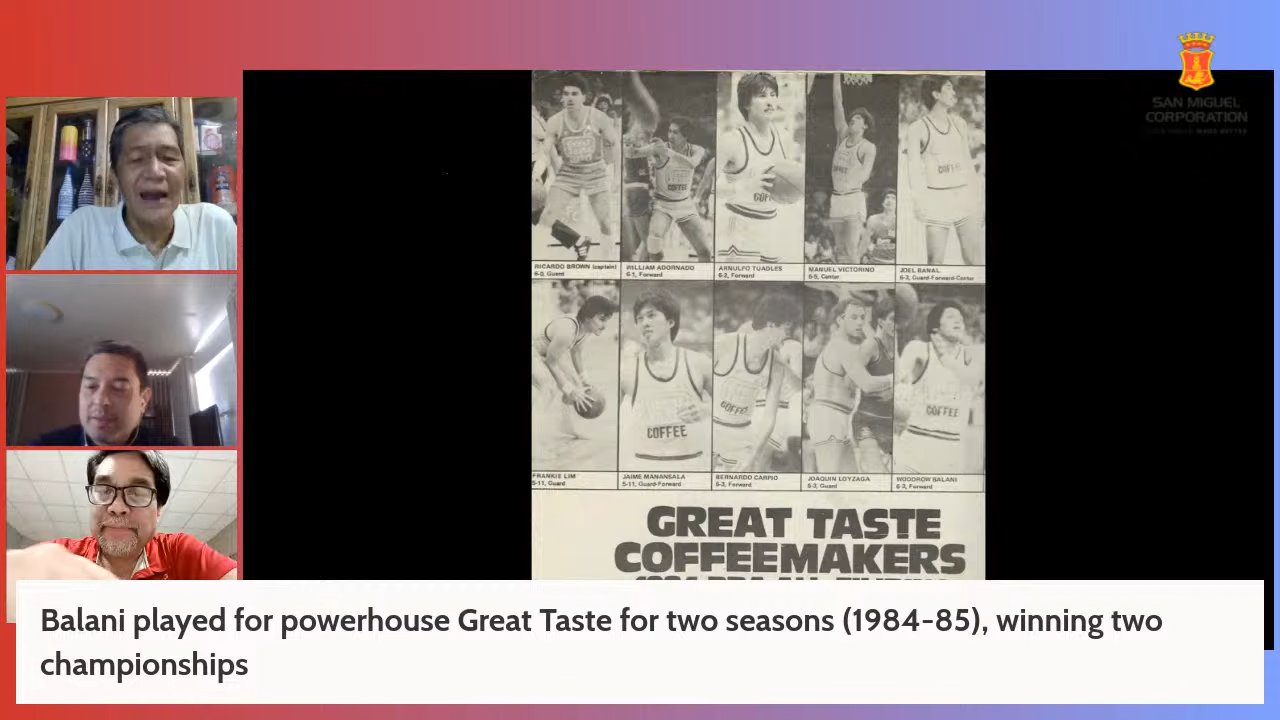 SAN MIGUEL
CORPORATION
RICARDO BROWN (captain)
6-0, Guard
WILLIAM ADORNADO
6-1, Forward
ARNULFO TUADLES
6-2, Forward
MANUEL VICTORINO
6-5, Center
JOEL BANAL
6-3, Guard-Forward-Center
COFFEE
COFFEE
FRANKIE LIM
5-11, Guard
JAIME MANANSALA
5-11, Guard-Forward
BERNARDO CARPIO
6-3, Forward
JOAQUIN LOYZAGA
6-3, Guard
WOODROW BALANI
6-2, Forward
COFFEE
COFFEE
COFFEE
GREAT TASTE
COFFEEMAKERS
Balani played for powerhouse Great Taste for two seasons (1984-85), winning two
championships